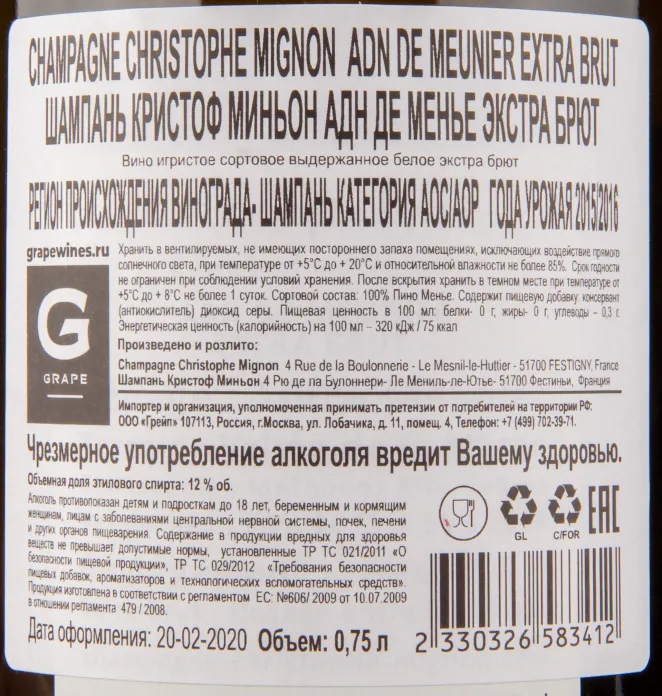 CHAMPAGNE CHRISTOPHE MIGNON ADN DE MEUNIER EXTRA BRUT
ШАМПАНЬ КРИСТОФ МИНЬОН АДН ДЕ МЕНЬЕ ЭКСТРА БРЮТ
Вино игристое сортовое выдержанное белое экстра брют
РЕГИОН ПРОИСХОЖДЕНИЯ ВИНОГРАДА- ШАМПАНЬ КАТЕГОРИЯ AOC/AOP ГОДА УРОЖАЯ 2015/2016
grapewines.ru
G
GRAPE
Хранить в вентилируемых, не имеющих постороннего запаха помещениях, исключающих воздействие прямого
солнечного света, при температуре от +5°C до + 20°C и относительной влажности не более 85%. Срок годности
не ограничен при соблюдении условий хранения. После вскрытия хранить в темном месте при температуре от
+5°C до + 8°C не более 1 суток. Сортовой состав: 100% Пино Менье. Содержит пищевую добавку, консервант
(антиокислитель) диоксид серы. Пищевая ценность в 100 мл: белки- 0 г, жиры- 0 г, углеводы – 0,3 г.
Энергетическая ценность (калорийность) на 100 мл – 320 кДж / 75 ккал
Произведено и розлито:
Champagne Christophe Mignon 4 Rue de la Boulonnerie - Le Mesnil-le-Huttier - 51700 FESTIGNY, France
Шампань Кристоф Миньон 4 Рю де ла Булоннери- Ле Мениль-ле-Ютье- 51700 Фестиньи, Франция
Импортер и организация, уполномоченная принимать претензии от потребителей на территории РФ:
ООО «Грейп» 107113, Россия, г.Москва, ул. Лобачика, д. 11, помещ. 4, Телефон: +7 (499) 702-39-71.
Чрезмерное употребление алкоголя вредит Вашему здоровью.
Объемная доля этилового спирта: 12 % об.
Алкоголь противопоказан детям и подросткам до 18 лет, беременным и кормящим
женщинам, лицам с заболеваниями центральной нервной системы, почек, печени
и других органов пищеварения. Содержание в продукции вредных для здоровья
веществ не превышает допустимые нормы, установленные ТР ТС 021/2011 «О
безопасности пищевой продукции», ТР ТС 029/2012 «Требования безопасности
пищевых добавок, ароматизаторов и технологических вспомогательных средств».
Продукция изготовлена в соответствии с регламентом ЕС: №606/ 2009 от 10.07.2009
в отношении регламента 479 / 2008.
GL
C/FOR
EAC
Дата оформления: 20-02-2020 Объем: 0,75 л
2 330326 583412